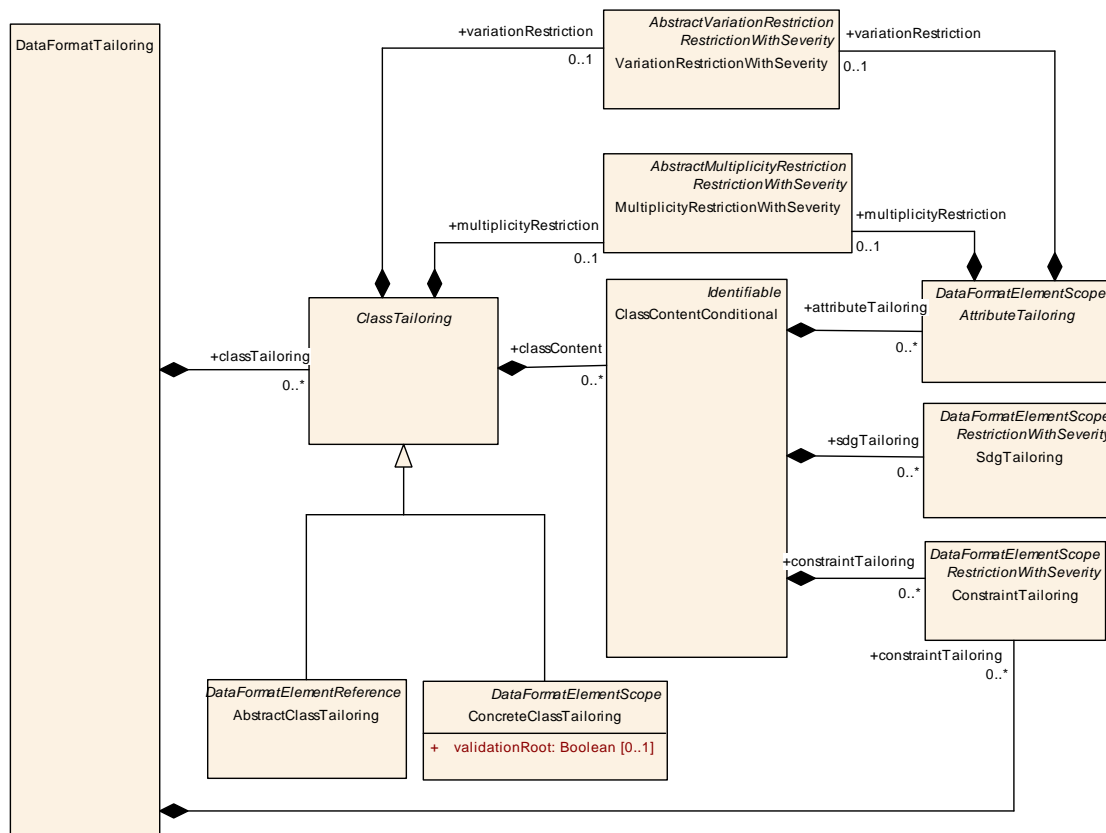 DataFormatTailoring
+variationRestriction
0..1
AbstractVariationRestriction
RestrictionWithSeverity
VariationRestrictionWithSeverity
+variationRestriction
0..1
AbstractMultiplicityRestriction
RestrictionWithSeverity
MultiplicityRestrictionWithSeverity
+multiplicityRestriction
0..1
+multiplicityRestriction
0..1
ClassTailoring
+classTailoring
0..*
+classContent
0..*
Identifiable
ClassContentConditional
+attributeTailoring
0..*
DataFormatElementScope
AttributeTailoring
+sdgTailoring
0..*
DataFormatElementScope
RestrictionWithSeverity
SdgTailoring
+constraintTailoring
0..*
DataFormatElementScope
RestrictionWithSeverity
ConstraintTailoring
+constraintTailoring
0..*
DataFormatElementReference
AbstractClassTailoring
DataFormatElementScope
ConcreteClassTailoring
+ validationRoot: Boolean [0..1]